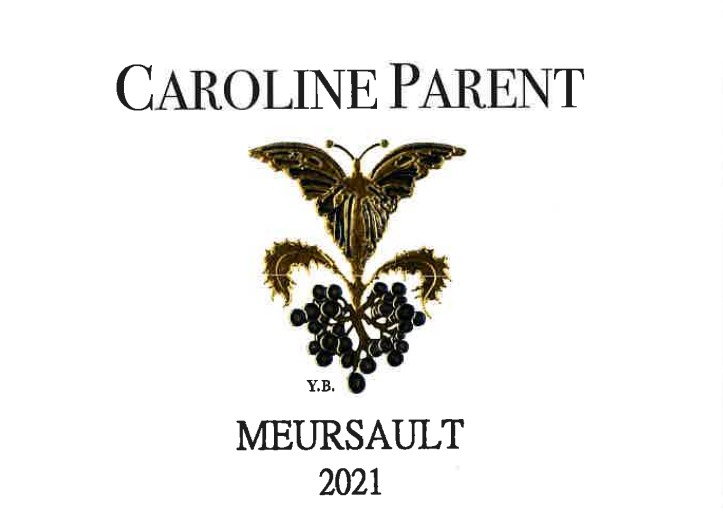 CAROLINE PARENT
Y.B.
MEURSAULT
2021